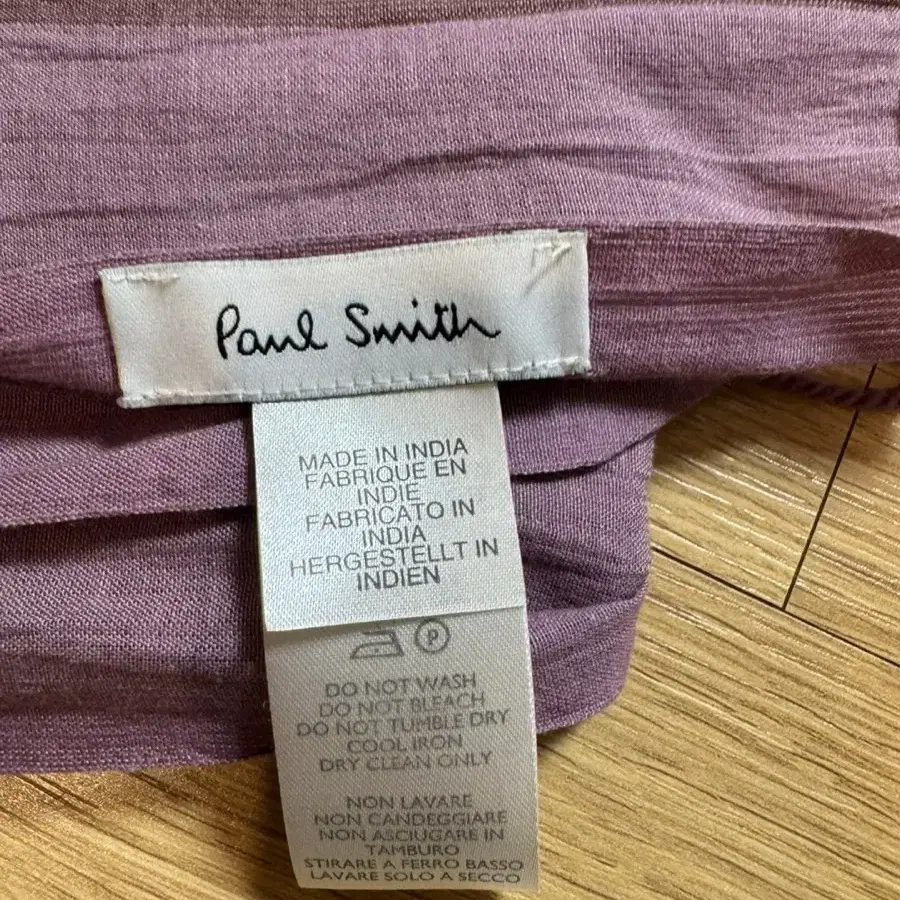 Paul Smith
MADE IN INDIA
FABRIQUE EN
INDIE
FABRICATO IN
INDIA
HERGESTELLT IN
INDIEN
P
DO NOT WASH
DO NOT BLEACH
DO NOT TUMBLE DRY
COOL IRON
DRY CLEAN ONLY
NON LAVARE
NON CANDEGGIARE
NON ASCIUGARE IN
TAMBURO
STIRARE A FERRO BASSO
LAVARE SOLO A SECCO